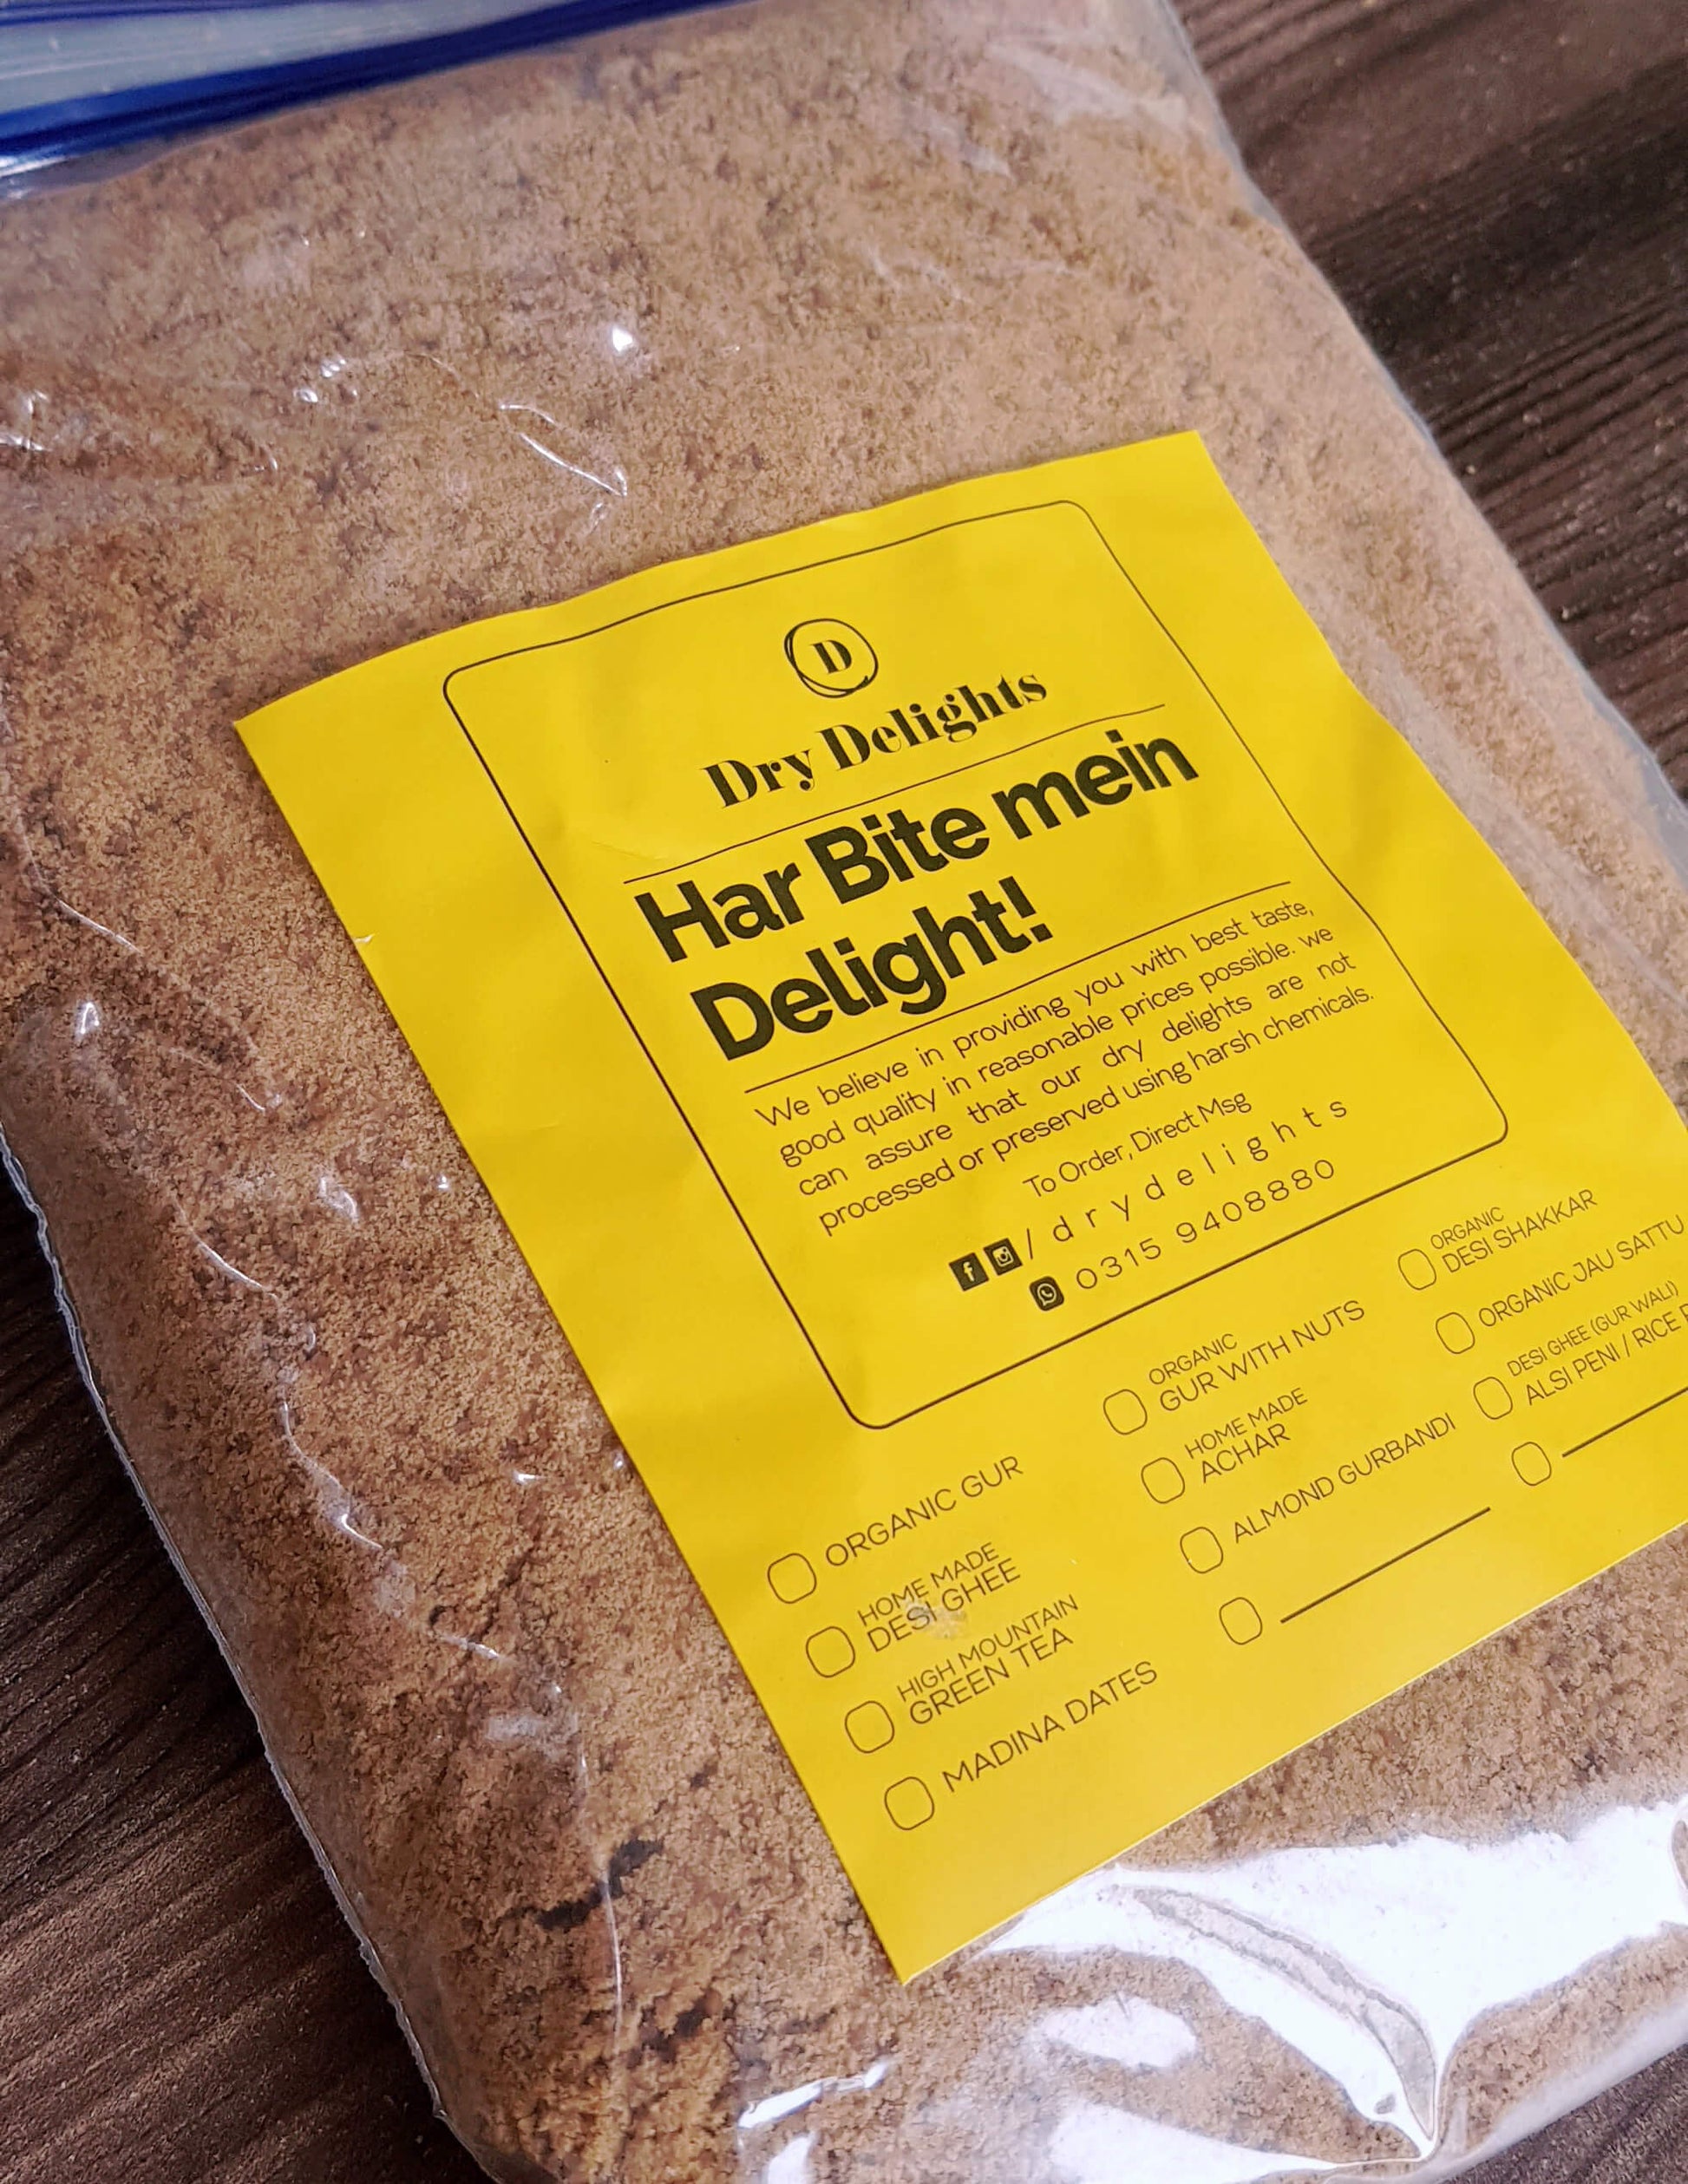 D
Dry Delights
Har Bite mein
Delight!
We believe in providing you with best taste,
good quality in reasonable prices possible. we
can assure that our dry delights are not
processed or preserved using harsh chemicals.
To Order, Direct Msg
/drydelights
0315 9408880
ORGANIC GUR
HOME MADE
DESI GHEE
HIGH MOUNTAIN
GREEN TEA
MADINA DATES
ORGANIC
GUR WITH NUTS
HOME MADE
ACHAR
ALMOND GURBANDI
ORGANIC
DESI SHAKKAR
ORGANIC JAU SATTU
DESI GHEE (GUR WALI)
ALSI PENI / RICE